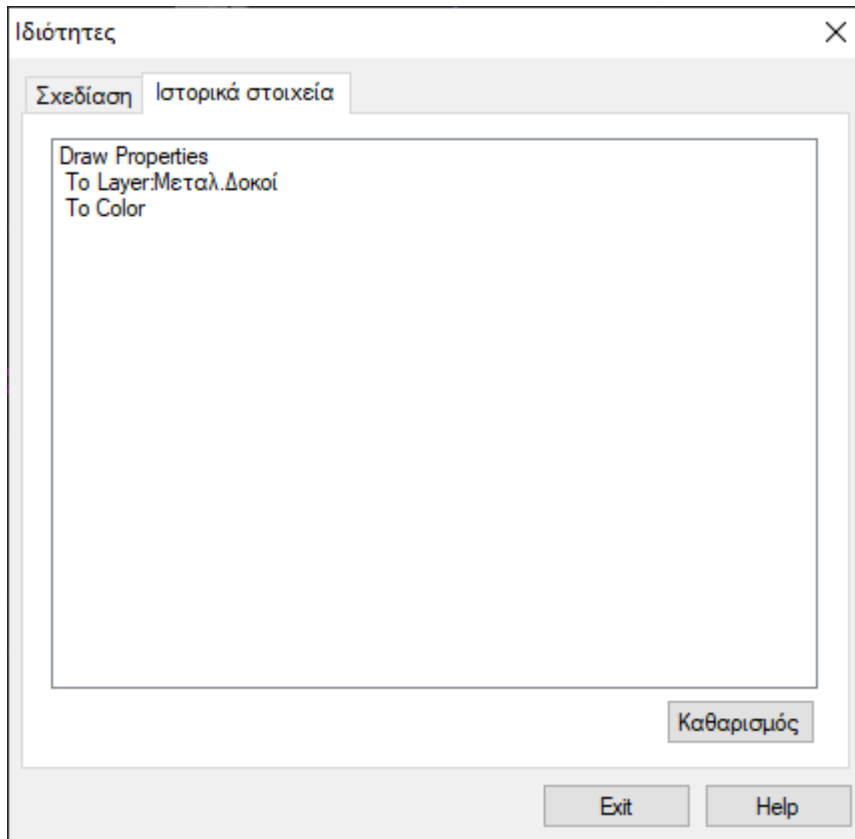 Ιδιότητες
Σχεδίαση
Ιστορικά στοιχεία
Draw Properties
To Layer:Μεταλ.Δοκοί
To Color
Καθαρισμός
Exit
Help